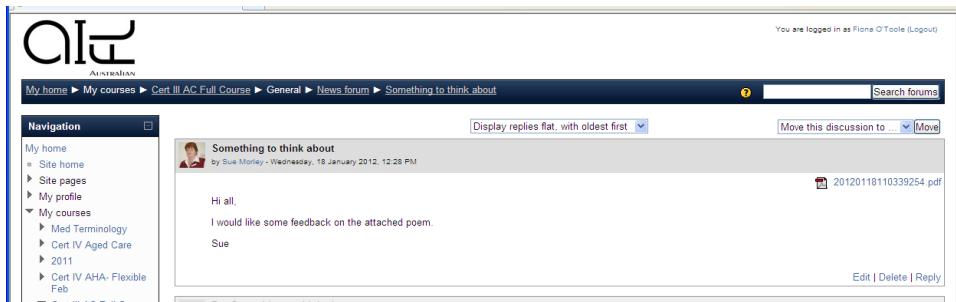 AIT
AUSTRALIAN
You are logged in as Fiona O'Toole (Logout)
My home ► My courses ► Cert III AC Full Course ► General ► News forum ► Something to think about
Search forums
Navigation
Display replies flat, with oldest first
Move this discussion to ...
Move
My home
Site home
Site pages
My profile
My courses
Med Terminology
Cert IV Aged Care
2011
Cert IV AHA- Flexible
Feb
Something to think about
by Sue Morley - Wednesday, 18 January 2012, 12:28 PM
20120118110339254.pdf
Hi all,
I would like some feedback on the attached poem.
Sue
Edit | Delete | Reply